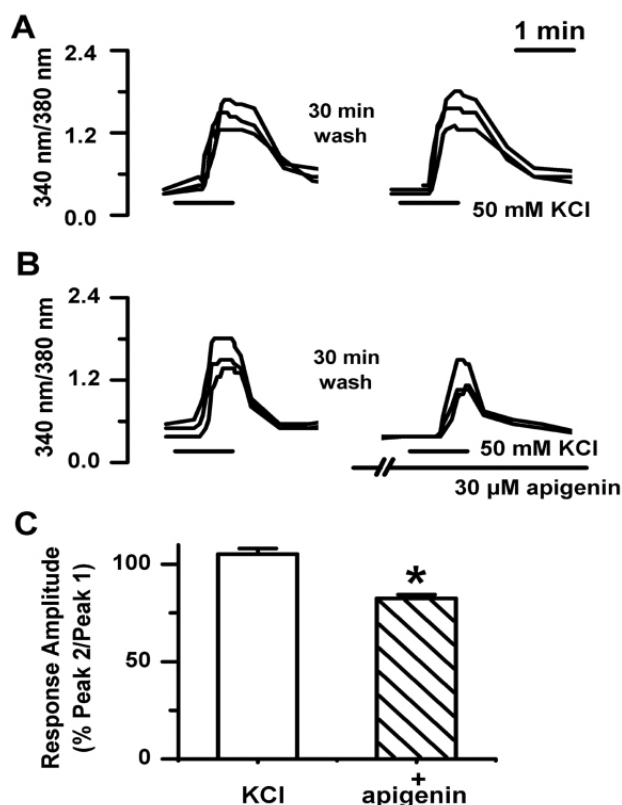 A
1 min
2.4
1.2
0.0
340 nm/380 nm
30 min
wash
50 mM KCl
B
2.4
1.2
0.0
340 nm/380 nm
30 min
wash
50 mM KCl
30 µM apigenin
C
Response Amplitude
(% Peak 2/Peak 1)
100
50
0
*
KCl
+
apigenin